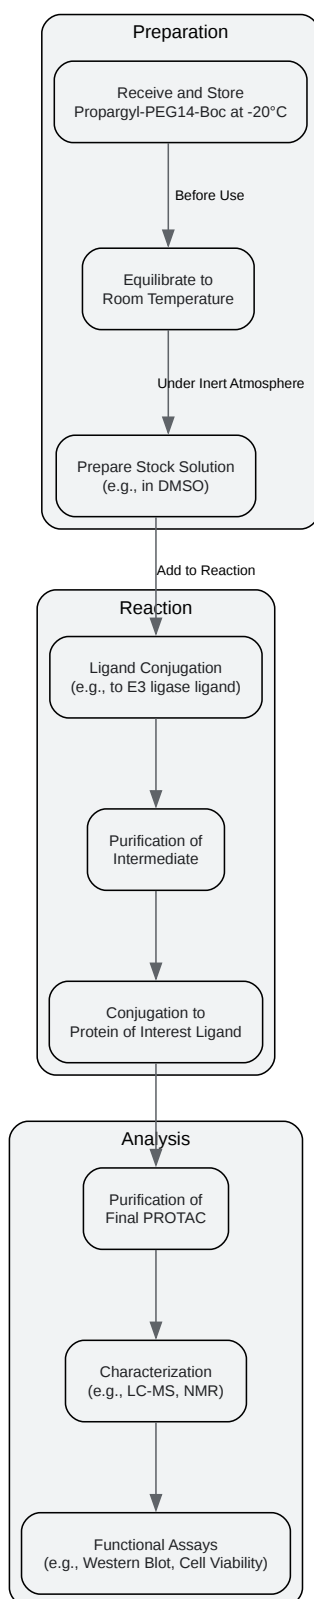 Preparation
Receive and Store
Propargyl-PEG14-Boc at -20°C
Before Use
Equilibrate to
Room Temperature
Under Inert Atmosphere
Prepare Stock Solution
(e.g., in DMSO)
Add to Reaction
Reaction
Ligand Conjugation
(e.g., to E3 ligase ligand)
Purification of
Intermediate
Conjugation to
Protein of Interest Ligand
Analysis
Purification of
Final PROTAC
Characterization
(e.g., LC-MS, NMR)
Functional Assays
(e.g., Western Blot, Cell Viability)